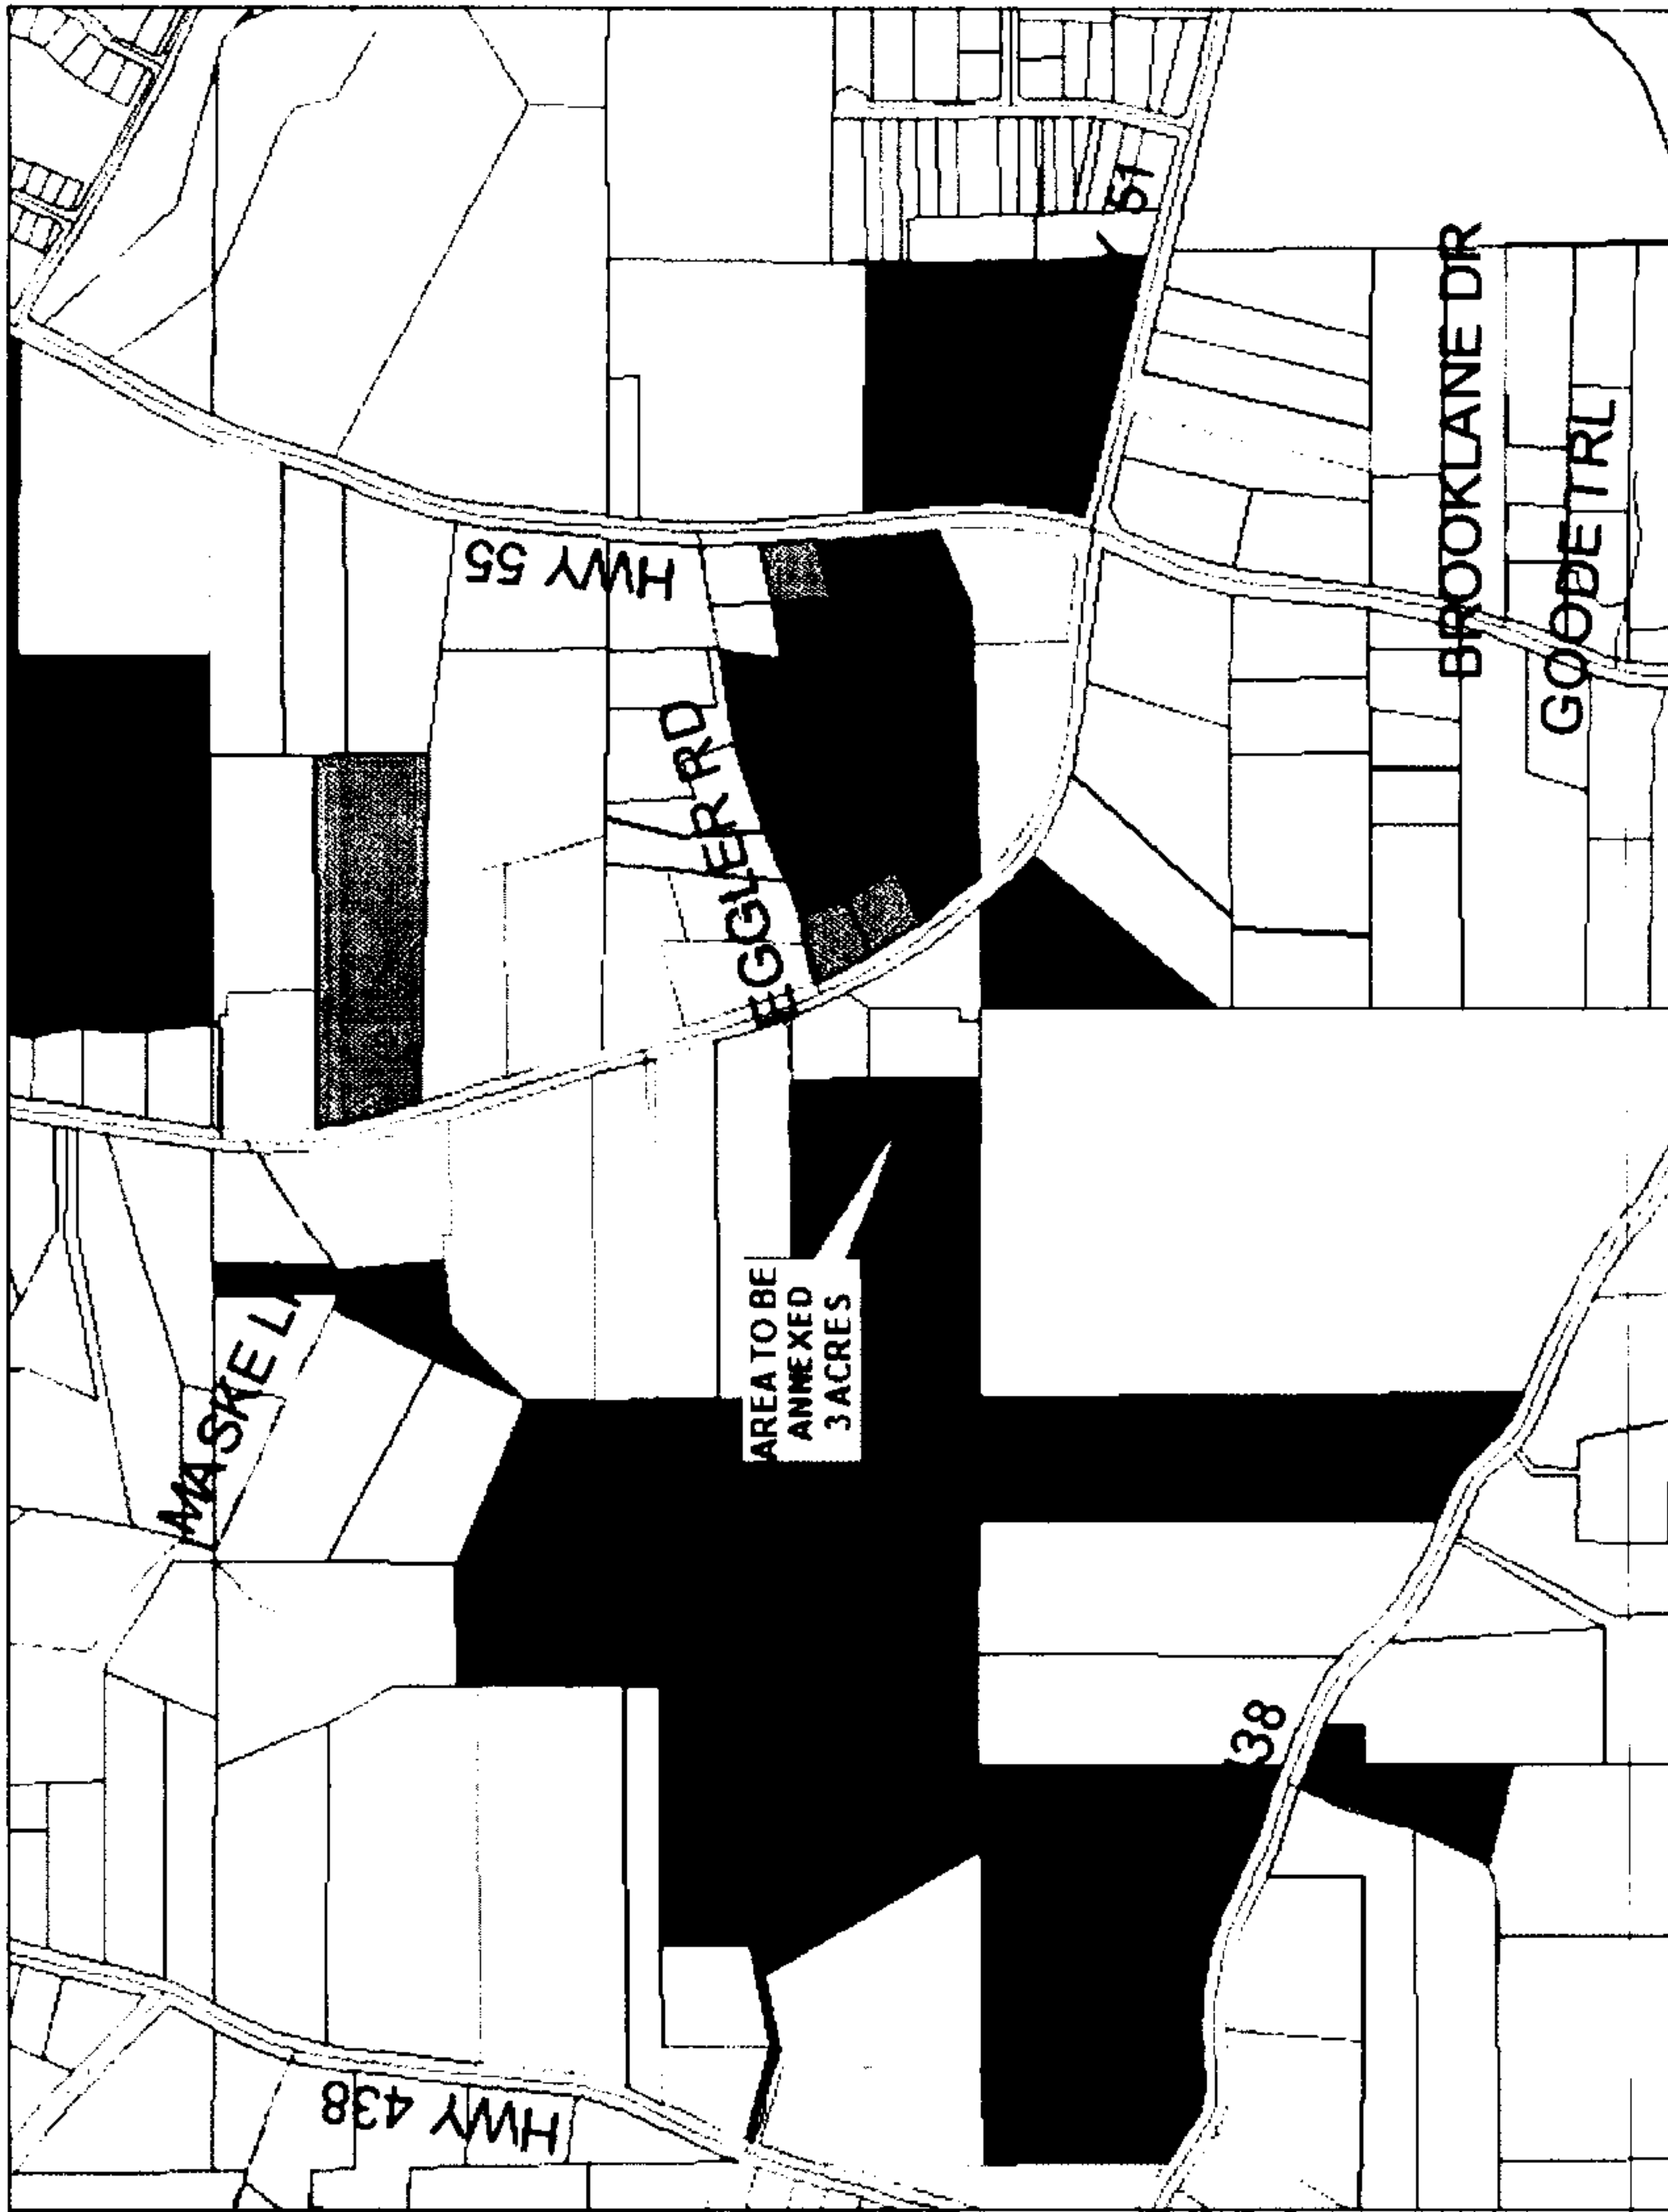 HWY 55
Y 51
EGGLER RD
MASKE L
AREA TO BE
ANNEXED
3 ACRES
BROOKLANE DR
GOODE TRL
38
HWY 438